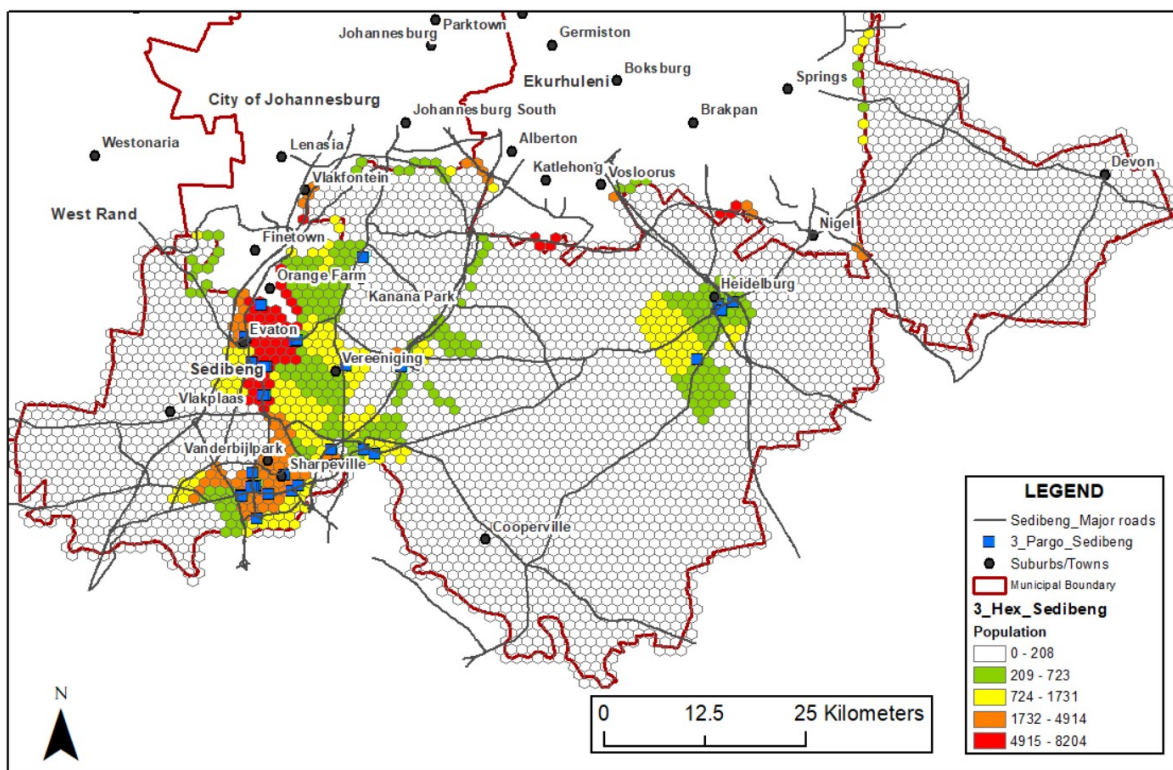 Parktown
Johannesburg
Germiston
Boksburg
Ekurhuleni
Springs
City of Johannesburg
Johannesburg South
Brakpan
Westonaria
Lenasia
Alberton
Katlehong
Vosloorus
Devon
Vlakfontein
West Rand
Nigel
Finetown
Orange Farm
Kanana Park
Heidelburg
Evaton
Sedibeng
Vereeniging
Vlakplaas
Vanderbijlpark
Sharpeville
Cooperville
LEGEND
Sedibeng_Major roads
3_Pargo_Sedibeng
Suburbs/Towns
Municipal Boundary
3_Hex_Sedibeng
Population
0 - 208
209 - 723
724 - 1731
1732 - 4914
4915 - 8204
N
0 12.5 25 Kilometers